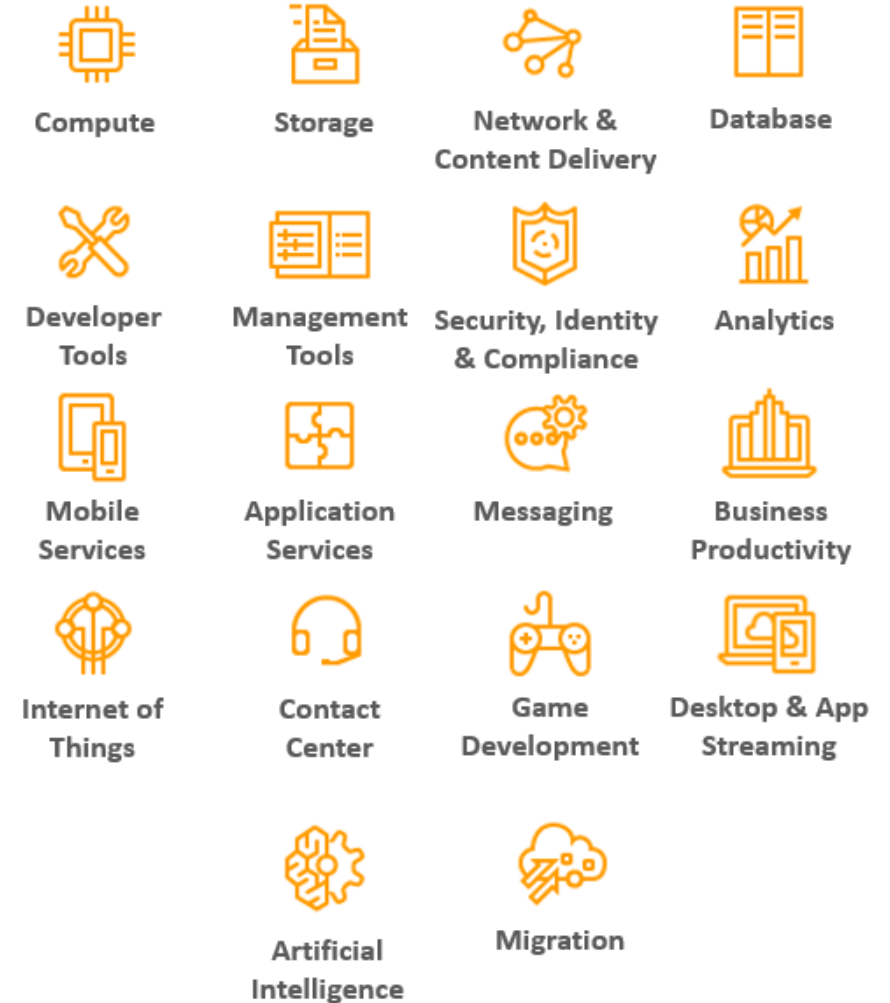 Compute
Storage
Network &
Content Delivery
Database
Developer
Tools
Management
Tools
Security, Identity
& Compliance
Analytics
Mobile
Services
Application
Services
Messaging
Business
Productivity
Internet of
Things
Contact
Center
Game
Development
Desktop & App
Streaming
Artificial
Intelligence
Migration